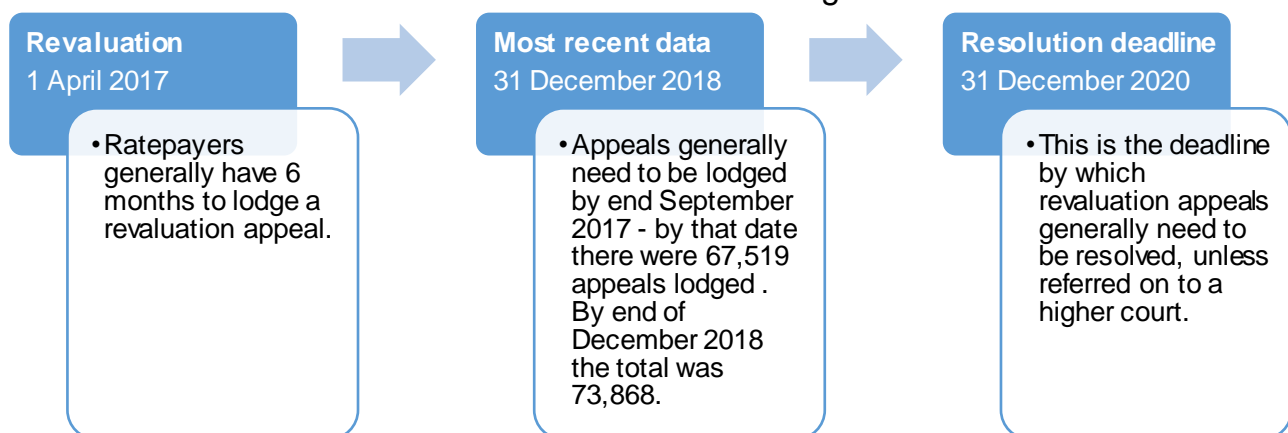 Revaluation
1 April 2017
•Ratepayers
generally have 6
months to lodge a
revaluation appeal.
Most recent data
31 December 2018
•Appeals generally
need to be lodged
by end September
2017 - by that date
there were 67,519
appeals lodged .
By end of
December 2018
the total was
73,868.
Resolution deadline
31 December 2020
•This is the deadline
by which
revaluation appeals
generally need to
be resolved, unless
referred on to a
higher court.